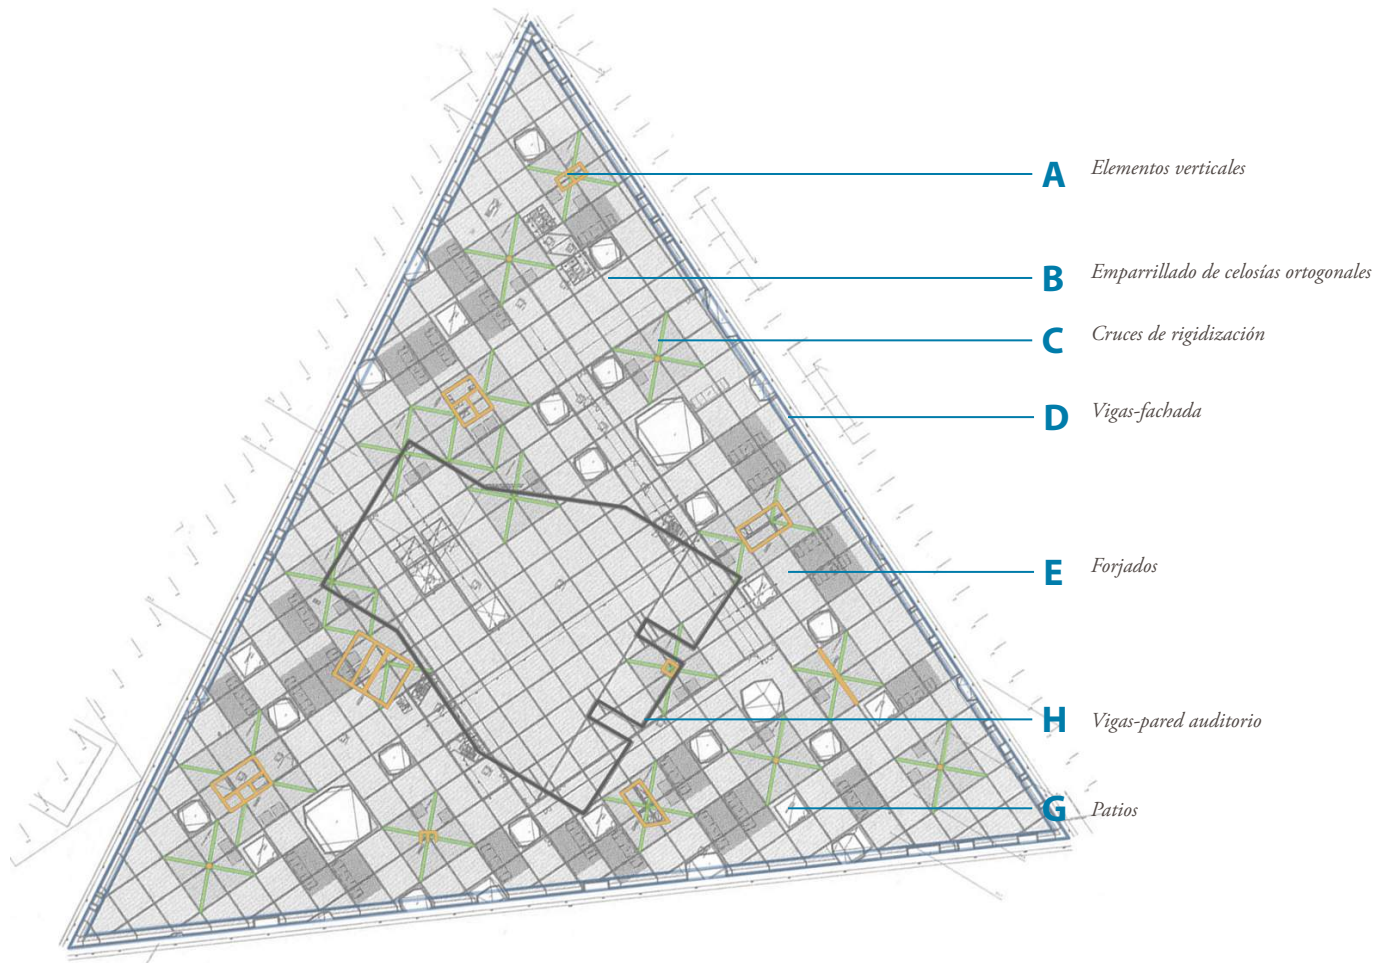 A Elementos verticales
B Emparrillado de celosías ortogonales
C Cruces de rigidización
D Vigas-fachada
E Forjados
H Vigas-pared auditorio
G Patios